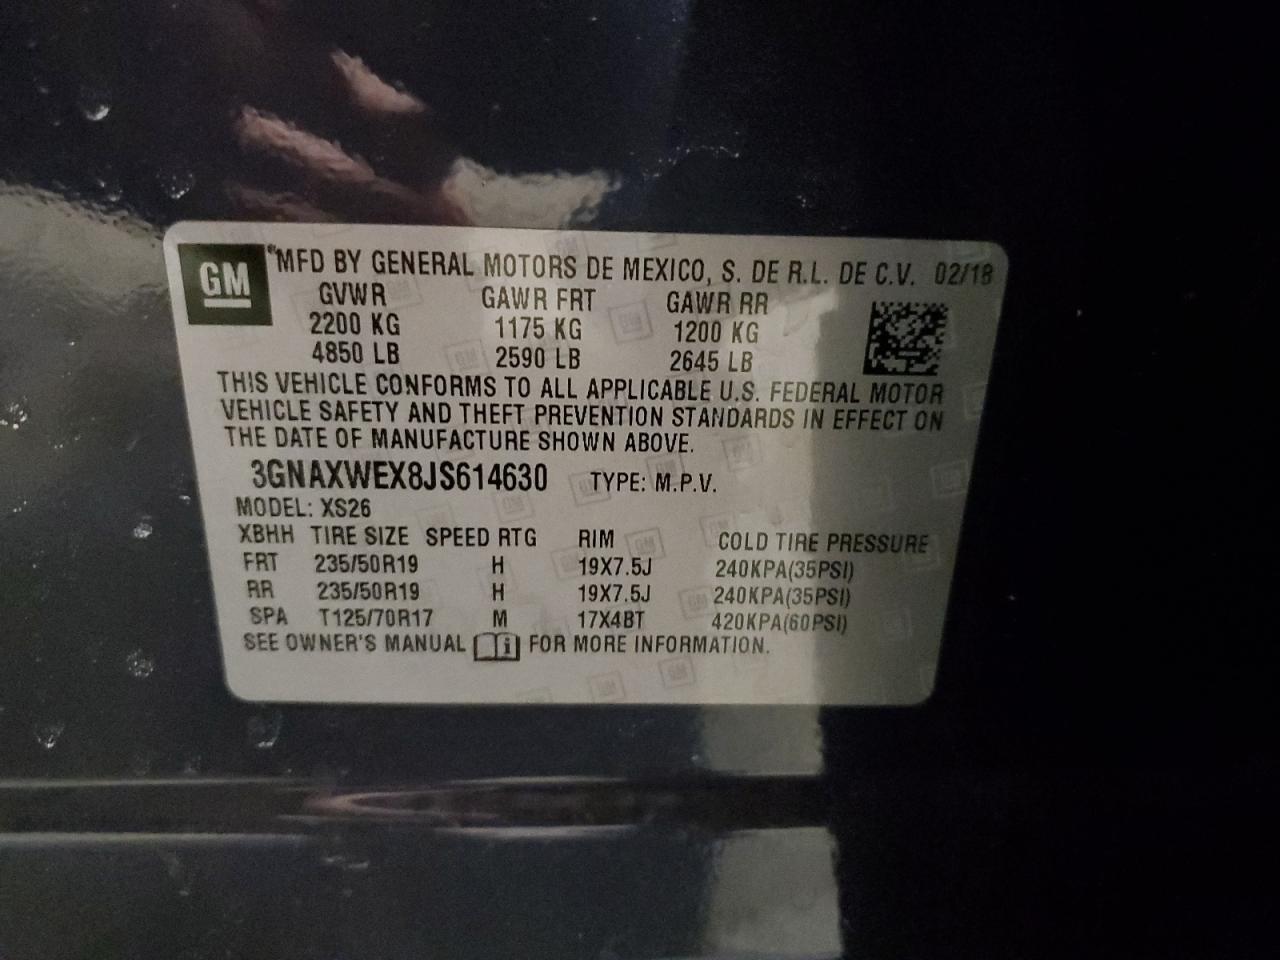 GM MFD BY GENERAL MOTORS DE MEXICO, S. DE R.L. DE C.V. 02/18
GVWR GAWR FRT GAWR RR
2200 KG 1175 KG 1200 KG
4850 LB 2590 LB 2645 LB
THIS VEHICLE CONFORMS TO ALL APPLICABLE U.S. FEDERAL MOTOR
VEHICLE SAFETY AND THEFT PREVENTION STANDARDS IN EFFECT ON
THE DATE OF MANUFACTURE SHOWN ABOVE.
3GNAXWEX8JS614630 TYPE: M.P.V.
MODEL: XS26
XBHH TIRE SIZE SPEED RTG RIM COLD TIRE PRESSURE
FRT 235/50R19 H 19X7.5J 240KPA(35PSI)
RR 235/50R19 H 19X7.5J 240KPA(35PSI)
SPA T125/70R17 M 17X4BT 420KPA(60PSI)
SEE OWNER'S MANUAL i FOR MORE INFORMATION.